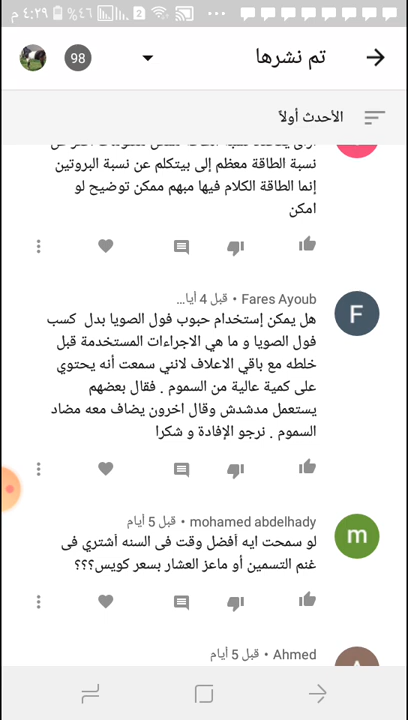 م ٤:٢٩ %٤٦ 2
تم نشرها
98
الأحدث أولاً
نسبة الطاقة معظم إلى بيتكلم عن نسبة البروتين
إنما الطاقة الكلام فيها مبهم ممكن توضيح لو
امكن
Fares Ayoub • قبل 4 أيا...
F
هل يمكن إستخدام حبوب فول الصويا بدل كسب
فول الصويا و ما هي الاجراءات المستخدمة قبل
خلطه مع باقي الاعلاف لانني سمعت أنه يحتوي
على كمية عالية من السموم . فقال بعضهم
يستعمل مدشدش وقال اخرون يضاف معه مضاد
السموم . نرجو الإفادة و شكرا
mohamed abdelhady • قبل 5 أيام
m
لو سمحت ايه أفضل وقت فى السنه أشتري فى
غنم التسمين أو ماعز العشار بسعر كويس؟؟؟
Ahmed • قبل 5 أيام